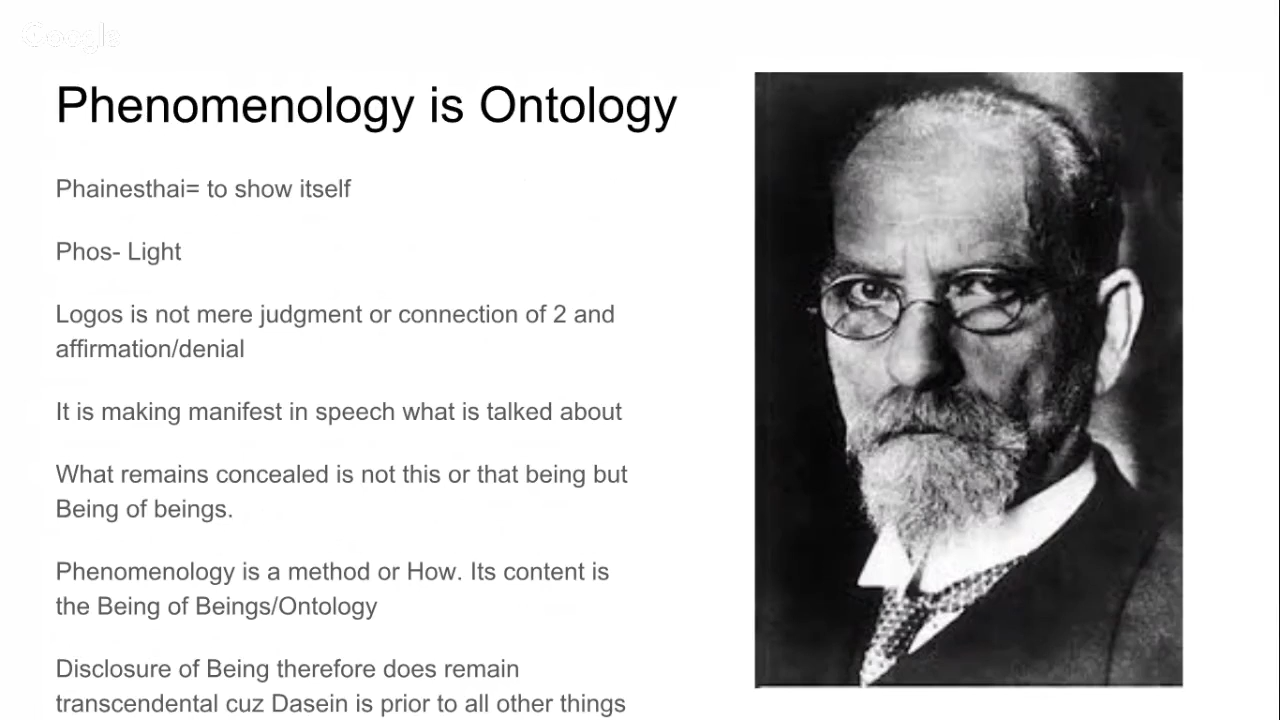 Google
Phenomenology is Ontology
Phainesthai= to show itself
Phos- Light
Logos is not mere judgment or connection of 2 and
affirmation/denial
It is making manifest in speech what is talked about
What remains concealed is not this or that being but
Being of beings.
Phenomenology is a method or How. Its content is
the Being of Beings/Ontology
Disclosure of Being therefore does remain
transcendental cuz Dasein is prior to all other things